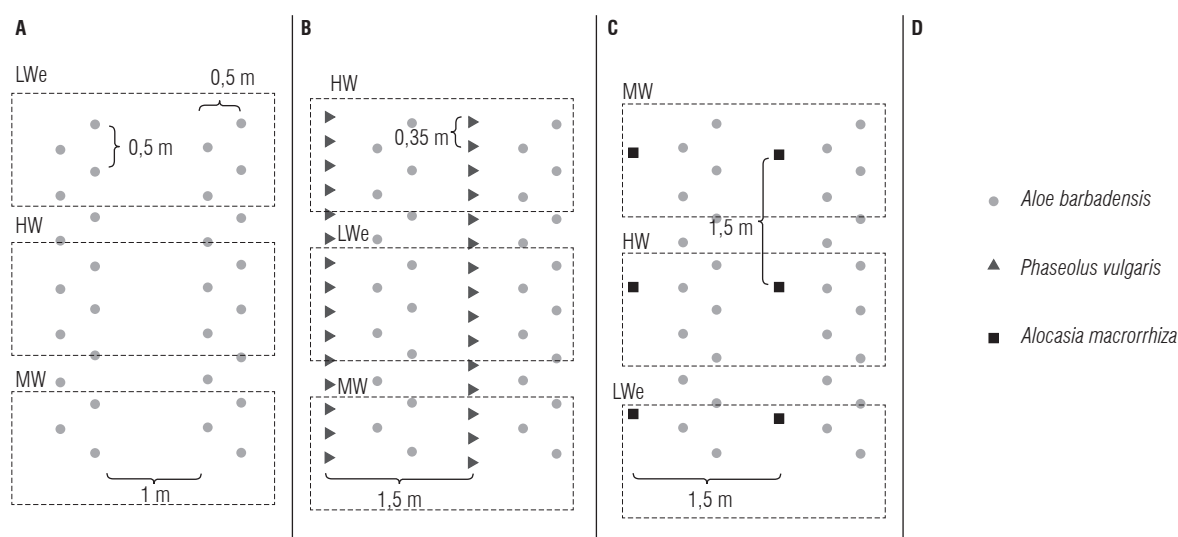 A
LWe
0,5 m
0,5 m
HW
MW
1 m
B
HW
0,35 m
LWe
MW
1,5 m
C
MW
1,5 m
HW
LWe
1,5 m
D
Aloe barbadensis
Phaseolus vulgaris
Alocasia macrorrhiza